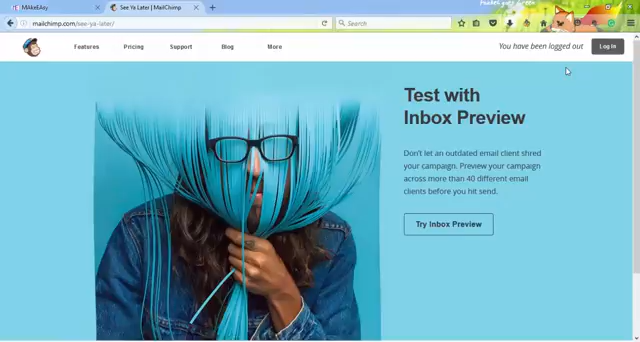 MAkeEAsy
See Ya Later | MailChimp
mailchimp.com/see-ya-later/
Search
Features
Pricing
Support
Blog
More
You have been logged out
Log In
Test with
Inbox Preview
Don't let an outdated email client shred
your campaign. Preview your campaign
across more than 40 different email
clients before you hit send.
Try Inbox Preview